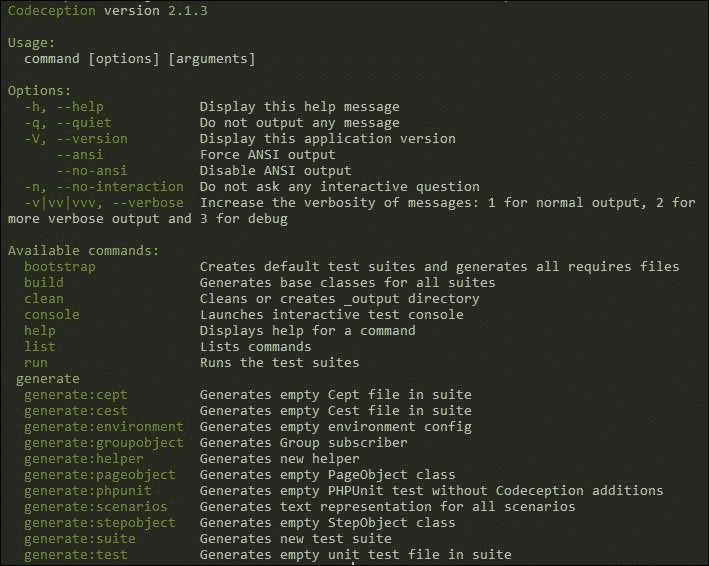 Codeception version 2.1.3
Usage:
command [options] [arguments]
Options:
-h, --help Display this help message
-q, --quiet Do not output any message
-V, --version Display this application version
--ansi Force ANSI output
--no-ansi Disable ANSI output
-n, --no-interaction Do not ask any interactive question
-v|vv|vvv, --verbose Increase the verbosity of messages: 1 for normal output, 2 for
more verbose output and 3 for debug
Available commands:
bootstrap Creates default test suites and generates all requires files
build Generates base classes for all suites
clean Cleans or creates _output directory
console Launches interactive test console
help Displays help for a command
list Lists commands
run Runs the test suites
generate
generate:cept Generates empty Cept file in suite
generate:cest Generates empty Cest file in suite
generate:environment Generates empty environment config
generate:groupobject Generates Group subscriber
generate:helper Generates new helper
generate:pageobject Generates empty PageObject class
generate:phpunit Generates empty PHPUnit test without Codeception additions
generate:scenarios Generates text representation for all scenarios
generate:stepobject Generates empty StepObject class
generate:suite Generates new test suite
generate:test Generates empty unit test file in suite